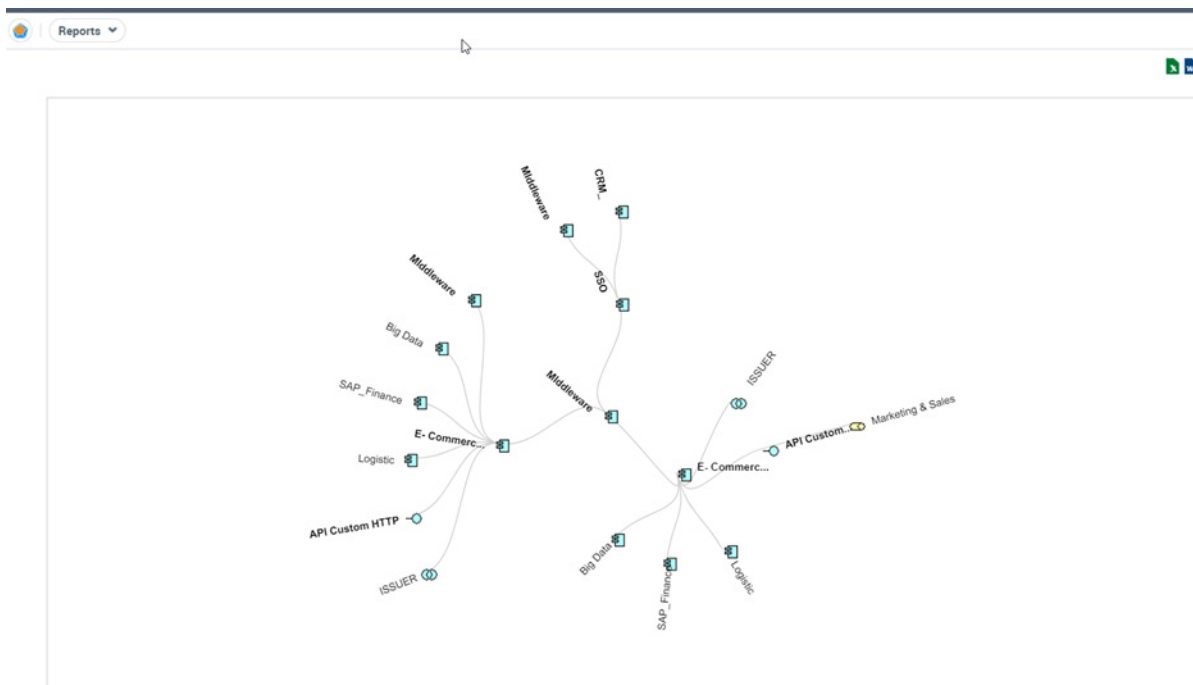 Reports
MIddleware
CRM_
MIddleware
SSO
Big Data
ISSUER
SAP_Finance
MIddleware
Marketing & Sales
API Custom...
E- Commerc...
Logistic
E- Commerc...
API Custom HTTP
Big Data
ISSUER
SAP_Finance
Logistic